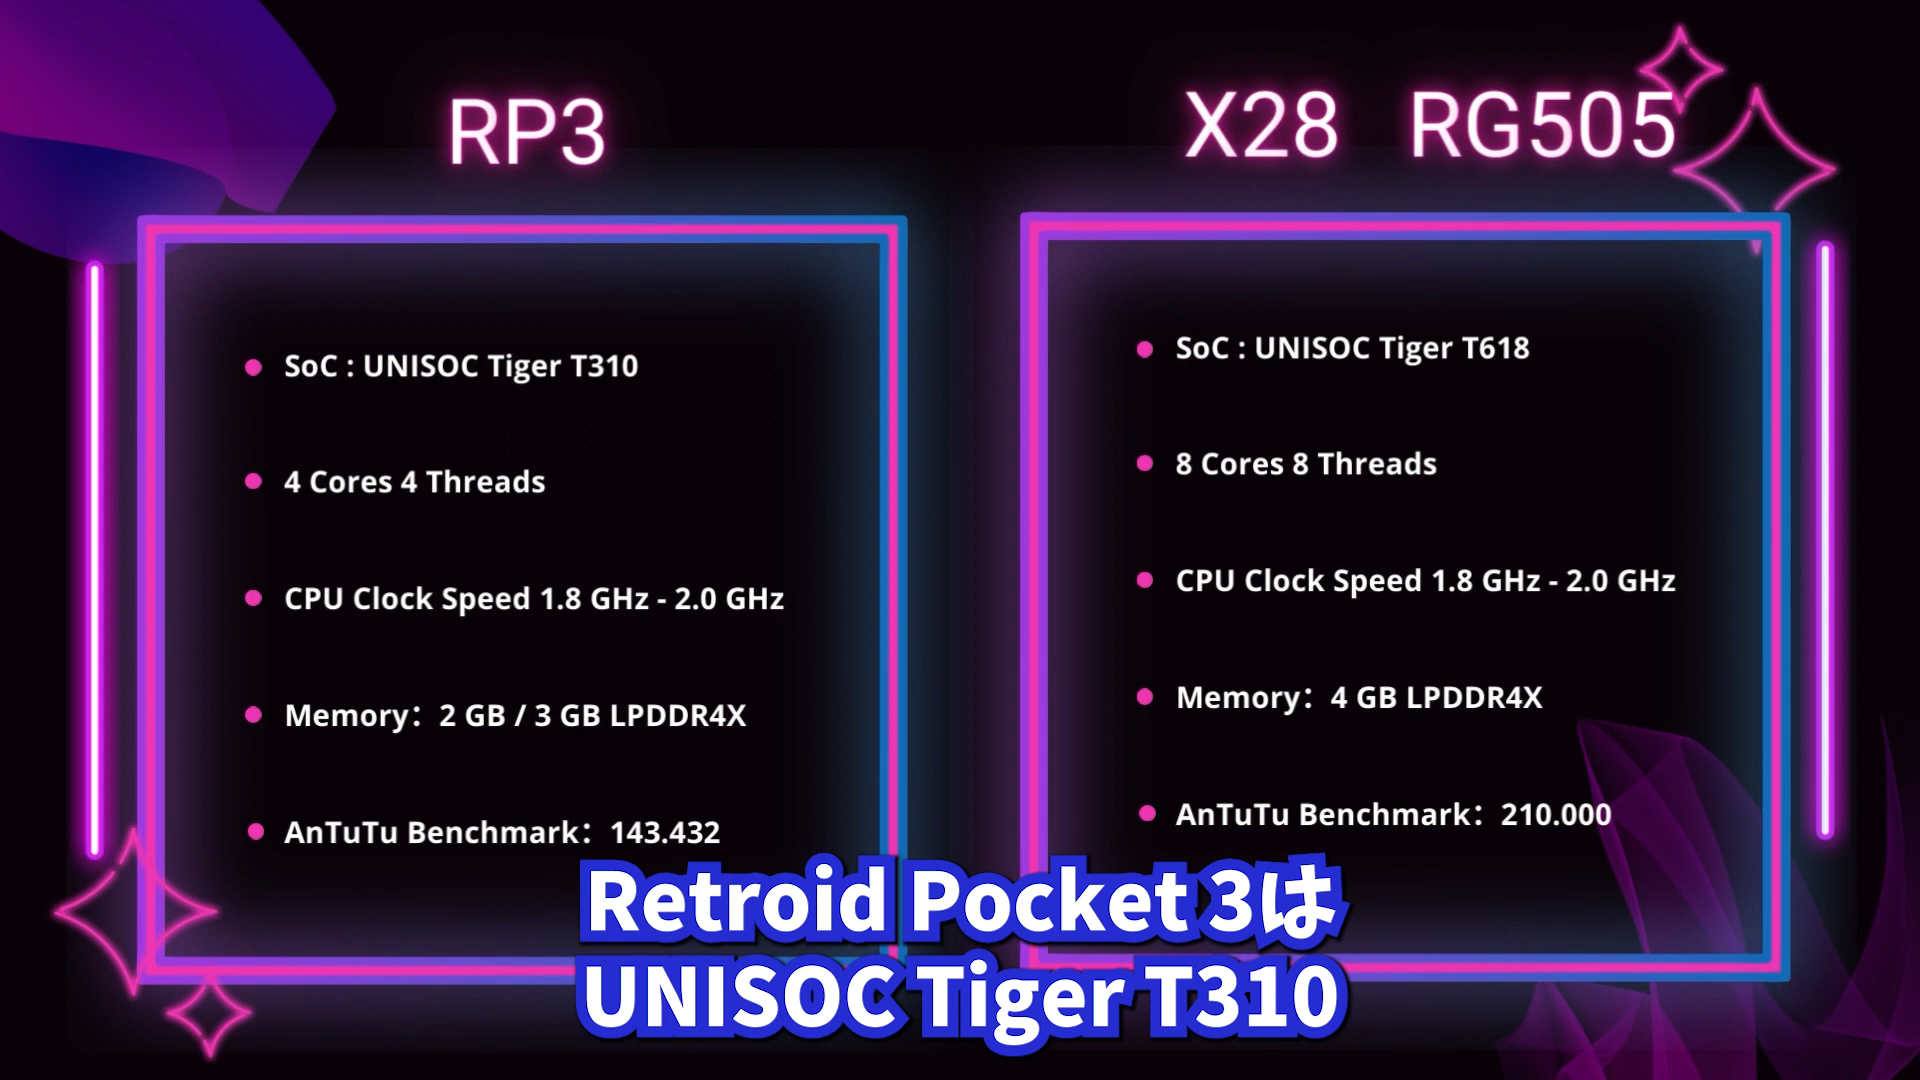 RP3
SoC : UNISOC Tiger T310
4 Cores 4 Threads
CPU Clock Speed 1.8 GHz - 2.0 GHz
Memory： 2 GB / 3 GB LPDDR4X
AnTuTu Benchmark： 143.432
X28 RG505
SoC : UNISOC Tiger T618
8 Cores 8 Threads
CPU Clock Speed 1.8 GHz - 2.0 GHz
Memory： 4 GB LPDDR4X
AnTuTu Benchmark： 210.000
Retroid Pocket 3は
UNISOC Tiger T310